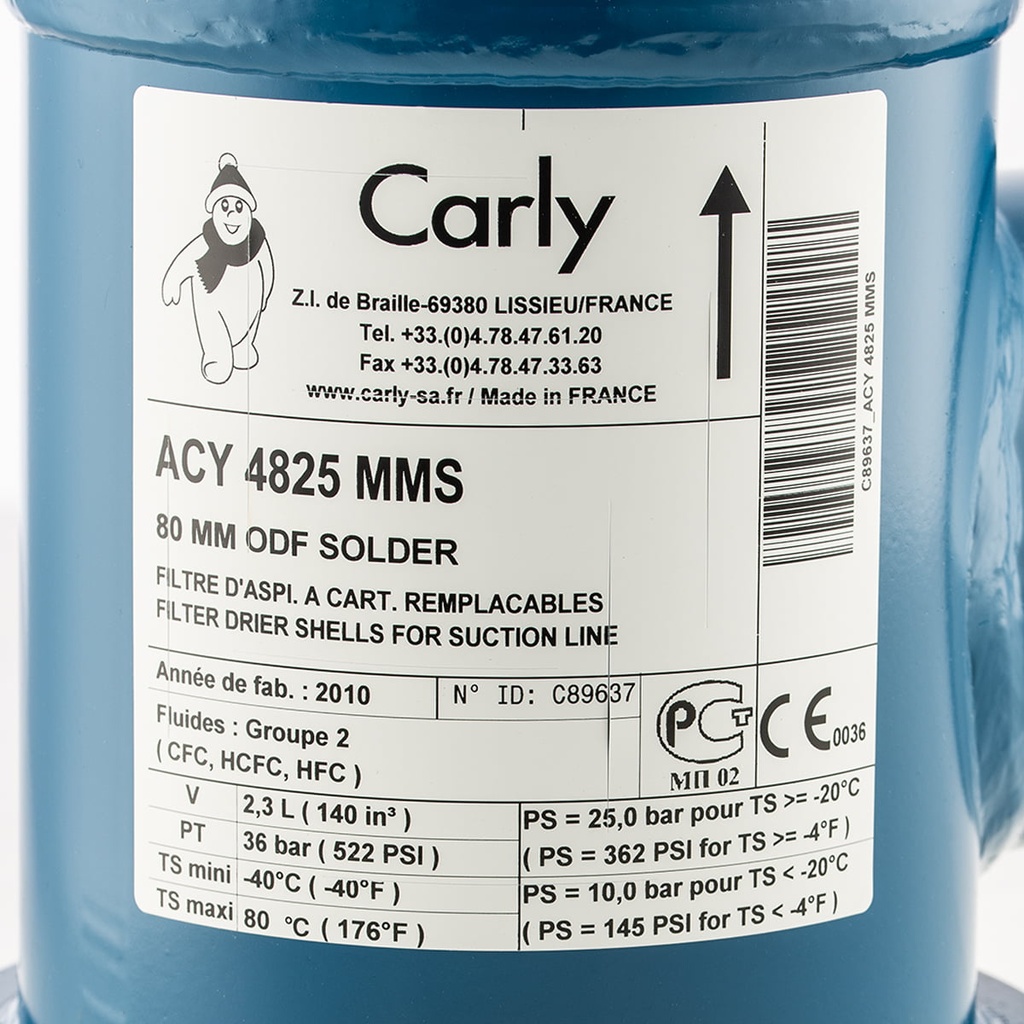 Carly
Z.I. de Braille-69380 LISSIEU/FRANCE
Tel. +33.(0)4.78.47.61.20
Fax +33.(0)4.78.47.33.63
www.carly-sa.fr / Made in FRANCE
C89637_ACY 4825 MMS
ACY 4825 MMS
80 MM ODF SOLDER
FILTRE D'ASPI. A CART. REMPLACABLES
FILTER DRIER SHELLS FOR SUCTION LINE
Année de fab. : 2010
N° ID: C89637
Fluides : Groupe 2
( CFC, HCFC, HFC )
РСт
МП 02
CE 0036
V 2,3 L ( 140 in³ )
PT 36 bar ( 522 PSI )
TS mini -40°C ( -40°F )
TS maxi 80 °C ( 176°F )
PS = 25,0 bar pour TS >= -20°C
( PS = 362 PSI for TS >= -4°F )
PS = 10,0 bar pour TS < -20°C
( PS = 145 PSI for TS < -4°F )